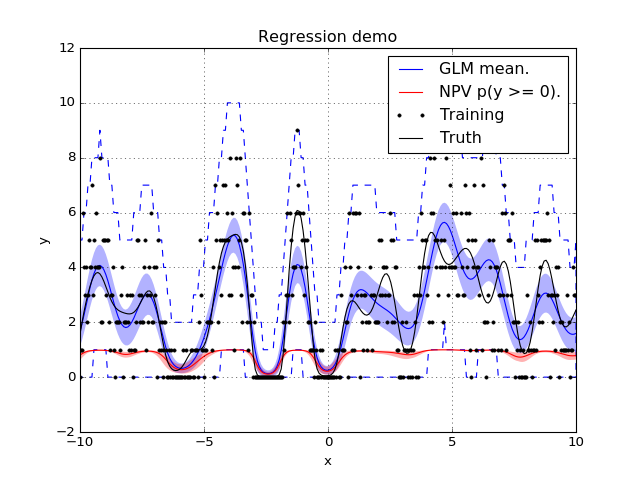 Regression demo
12
10
8
6
4
2
0
−2
y
−10
−5
0
5
10
x
GLM mean.
NPV p(y >= 0).
Training
Truth